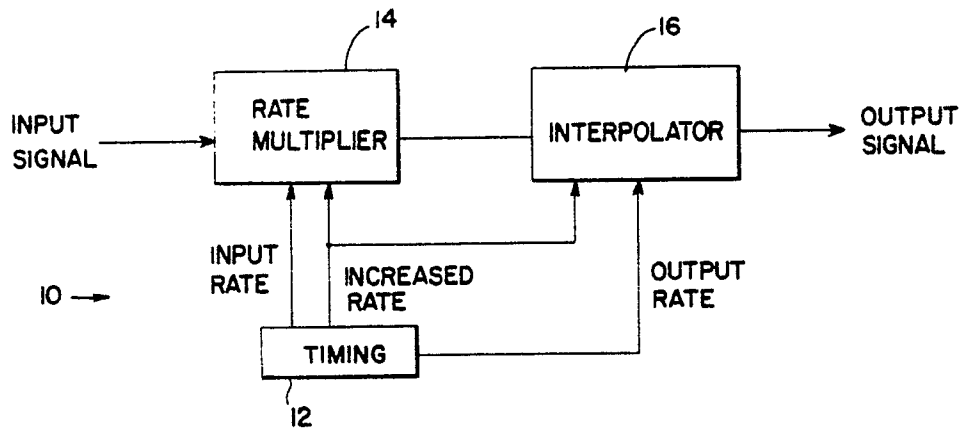 14
16
INPUT
SIGNAL
RATE
MULTIPLIER
INTERPOLATOR
OUTPUT
SIGNAL
INPUT
RATE
INCREASED
RATE
OUTPUT
RATE
10
TIMING
12